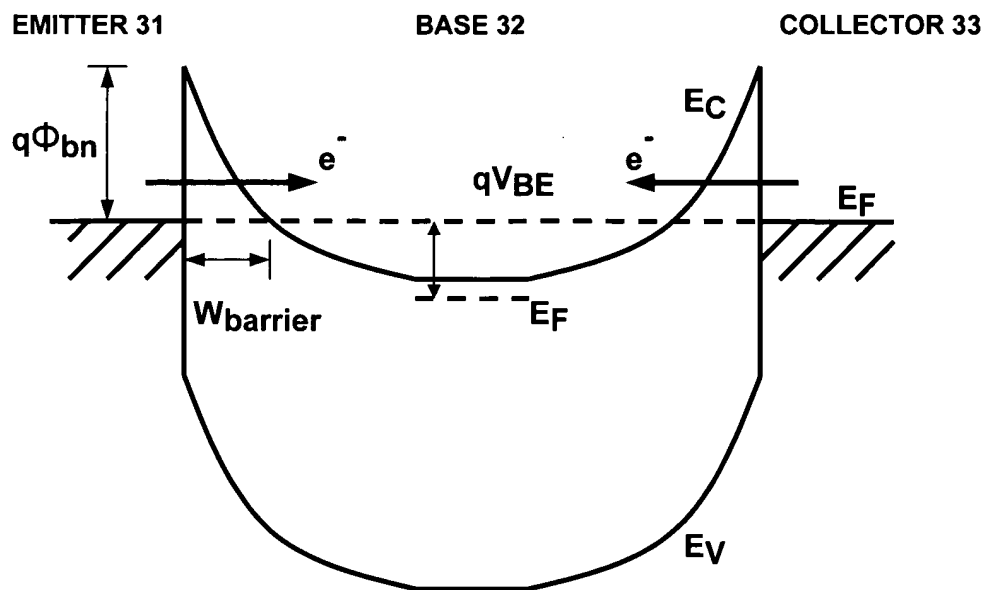 EMITTER 31 BASE 32 COLLECTOR 33
EC
qΦbn
e- qVBE e-
EF
Wbarrier EF
EV